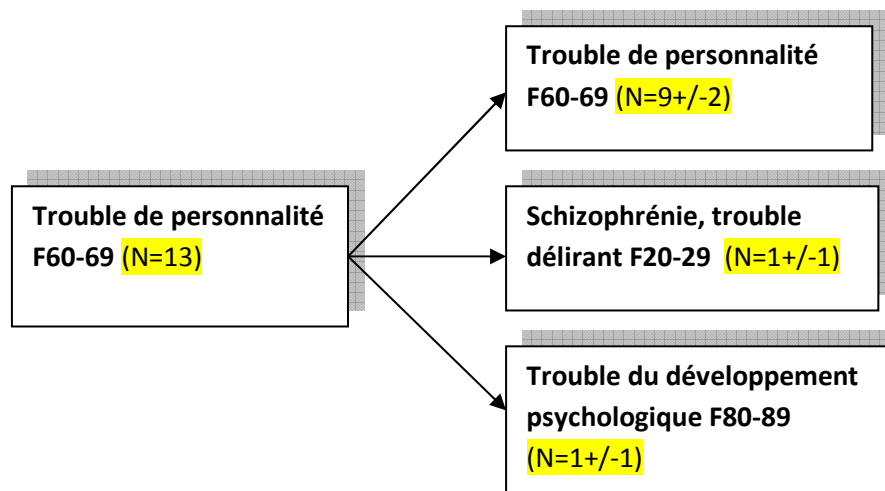 Trouble de personnalité
F60-69 (N=13)
Trouble de personnalité
F60-69 (N=9+/-2)
Schizophrénie, trouble
délirant F20-29 (N=1+/-1)
Trouble du développement
psychologique F80-89
(N=1+/-1)